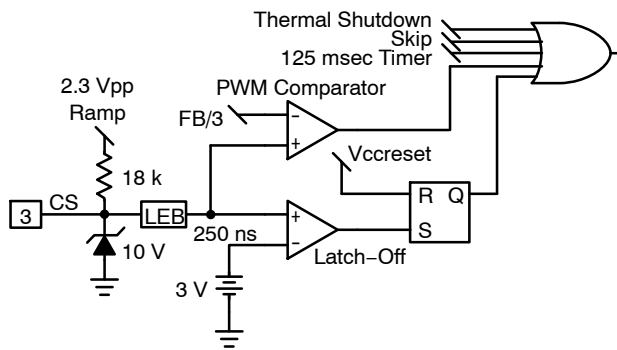 Thermal Shutdown
Skip
125 msec Timer
2.3 Vpp
Ramp
PWM Comparator
FB/3
−
+
Vccreset
18 k
R Q
S
3
CS
LEB
250 ns
+
−
10 V
Latch−Off
3 V